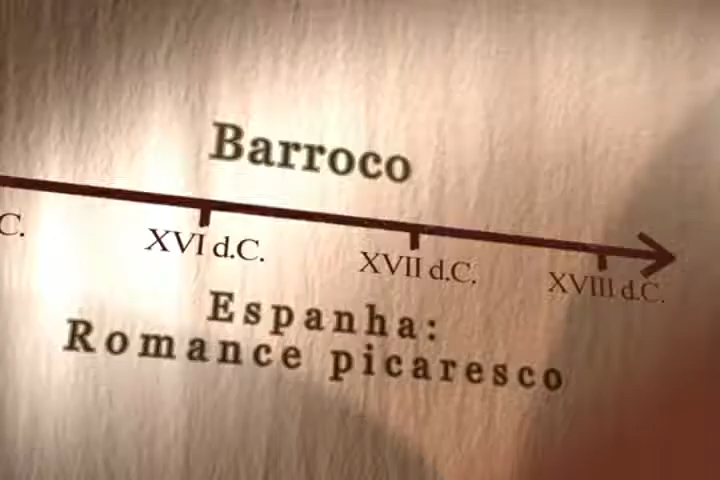 Barroco
C.
XVI d.C.
XVII d.C.
XVIII d.C.
Espanha:
Romance picaresco